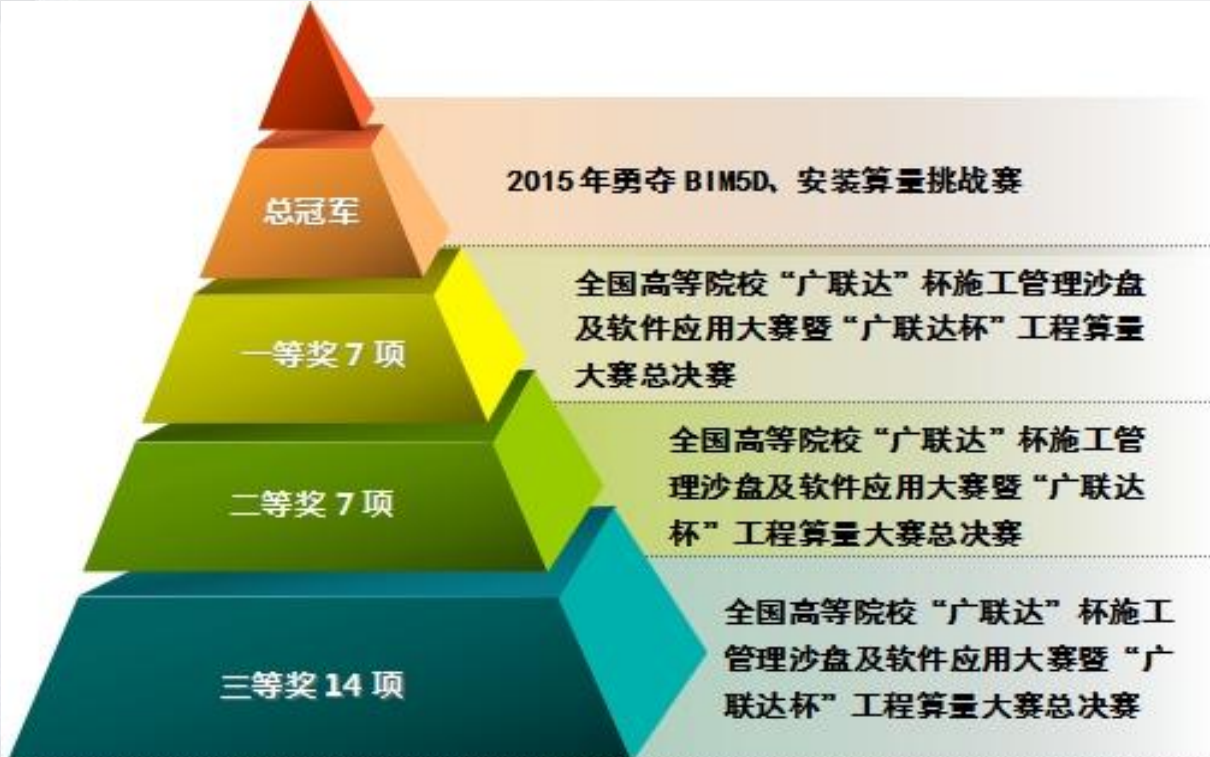 总冠军
2015年勇夺BIM5D、安装算量挑战赛
一等奖7项
全国高等院校“广联达”杯施工管理沙盘
及软件应用大赛暨“广联达杯”工程算量
大赛总决赛
二等奖7项
全国高等院校“广联达”杯施工管
理沙盘及软件应用大赛暨“广联达
杯”工程算量大赛总决赛
三等奖14项
全国高等院校“广联达”杯施工
管理沙盘及软件应用大赛暨“广
联达杯”工程算量大赛总决赛